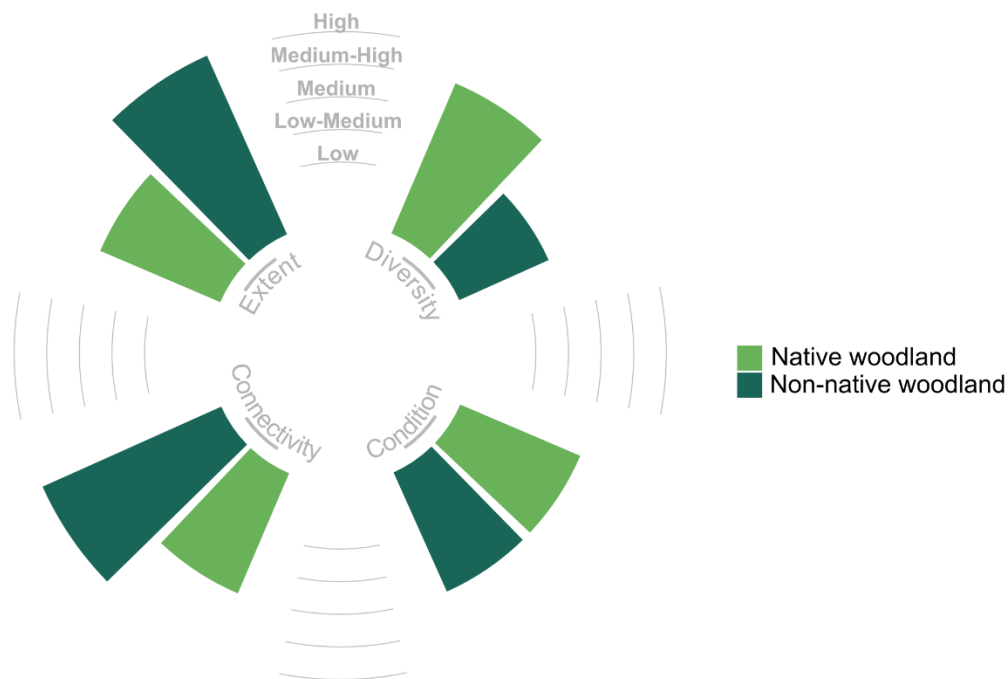 High
Medium-High
Medium
Low-Medium
Low
Extent
Diversity
Connectivity
Condition
Native woodland
Non-native woodland